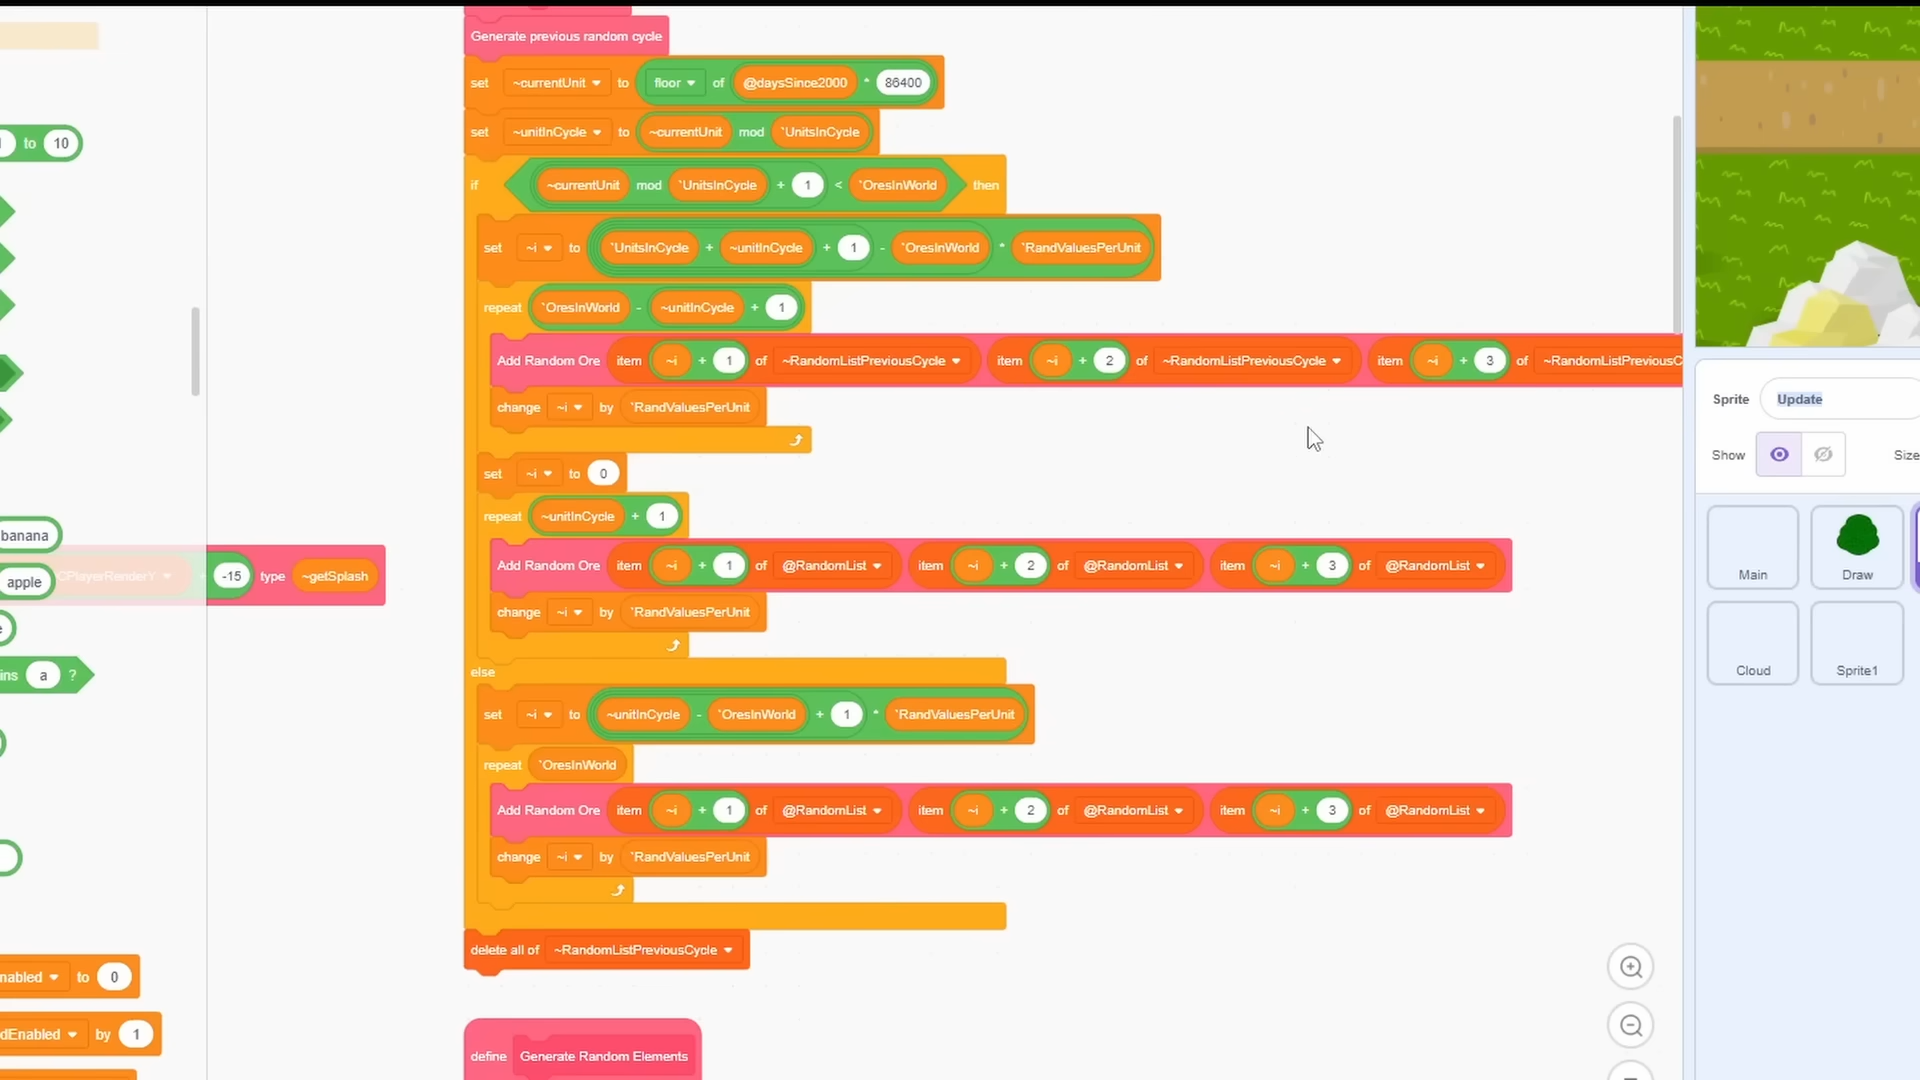 Generate previous random cycle
set ~currentUnit to floor of @daysSince2000 * 86400
set ~unitInCycle to ~currentUnit mod `UnitsInCycle
if ~currentUnit mod `UnitsInCycle + 1 < `OresInWorld then
set ~i to `UnitsInCycle + ~unitInCycle + 1 - `OresInWorld * `RandValuesPerUnit
repeat `OresInWorld - ~unitInCycle + 1
Add Random Ore item ~i + 1 of ~RandomListPreviousCycle item ~i + 2 of ~RandomListPreviousCycle item ~i + 3 of ~RandomListPreviousC
change ~i by `RandValuesPerUnit
set ~i to 0
repeat ~unitInCycle + 1
Add Random Ore item ~i + 1 of @RandomList item ~i + 2 of @RandomList item ~i + 3 of @RandomList
change ~i by `RandValuesPerUnit
else
set ~i to ~unitInCycle - `OresInWorld + 1 * `RandValuesPerUnit
repeat `OresInWorld
Add Random Ore item ~i + 1 of @RandomList item ~i + 2 of @RandomList item ~i + 3 of @RandomList
change ~i by `RandValuesPerUnit
delete all of ~RandomListPreviousCycle
define Generate Random Elements
to 10
banana
CPlayerRenderY -15 type ~getSplash
apple
ins a ?
nabled to 0
dEnabled by 1
Sprite Update
Show Size
Main Draw
Cloud Sprite1